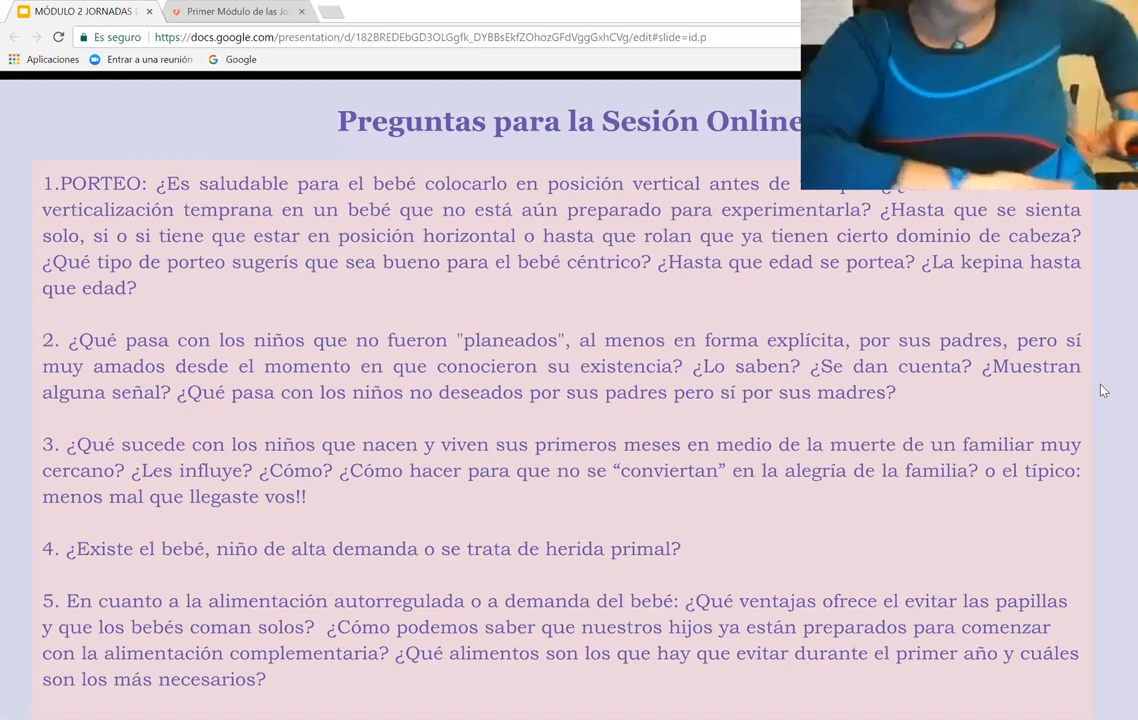 MÓDULO 2 JORNADAS
Primer Módulo de las Jo
Es seguro
https://docs.google.com/presentation/d/182BREDEbGD3OLGgfk_DYBBsEkfZOhozGFdVggGxhCVg/edit#slide=id.p
Aplicaciones
Entrar a una reunión
Google
Preguntas para la Sesión Online
1.PORTEO: ¿Es saludable para el bebé colocarlo en posición vertical antes de
verticalización temprana en un bebé que no está aún preparado para experimentarla? ¿Hasta que se sienta
solo, si o si tiene que estar en posición horizontal o hasta que rolan que ya tienen cierto dominio de cabeza?
¿Qué tipo de porteo sugerís que sea bueno para el bebé céntrico? ¿Hasta que edad se portea? ¿La kepina hasta
que edad?
2. ¿Qué pasa con los niños que no fueron "planeados", al menos en forma explícita, por sus padres, pero sí
muy amados desde el momento en que conocieron su existencia? ¿Lo saben? ¿Se dan cuenta? ¿Muestran
alguna señal? ¿Qué pasa con los niños no deseados por sus padres pero sí por sus madres?
3. ¿Qué sucede con los niños que nacen y viven sus primeros meses en medio de la muerte de un familiar muy
cercano? ¿Les influye? ¿Cómo? ¿Cómo hacer para que no se “conviertan” en la alegría de la familia? o el típico:
menos mal que llegaste vos!!
4. ¿Existe el bebé, niño de alta demanda o se trata de herida primal?
5. En cuanto a la alimentación autorregulada o a demanda del bebé: ¿Qué ventajas ofrece el evitar las papillas
y que los bebés coman solos? ¿Cómo podemos saber que nuestros hijos ya están preparados para comenzar
con la alimentación complementaria? ¿Qué alimentos son los que hay que evitar durante el primer año y cuáles
son los más necesarios?